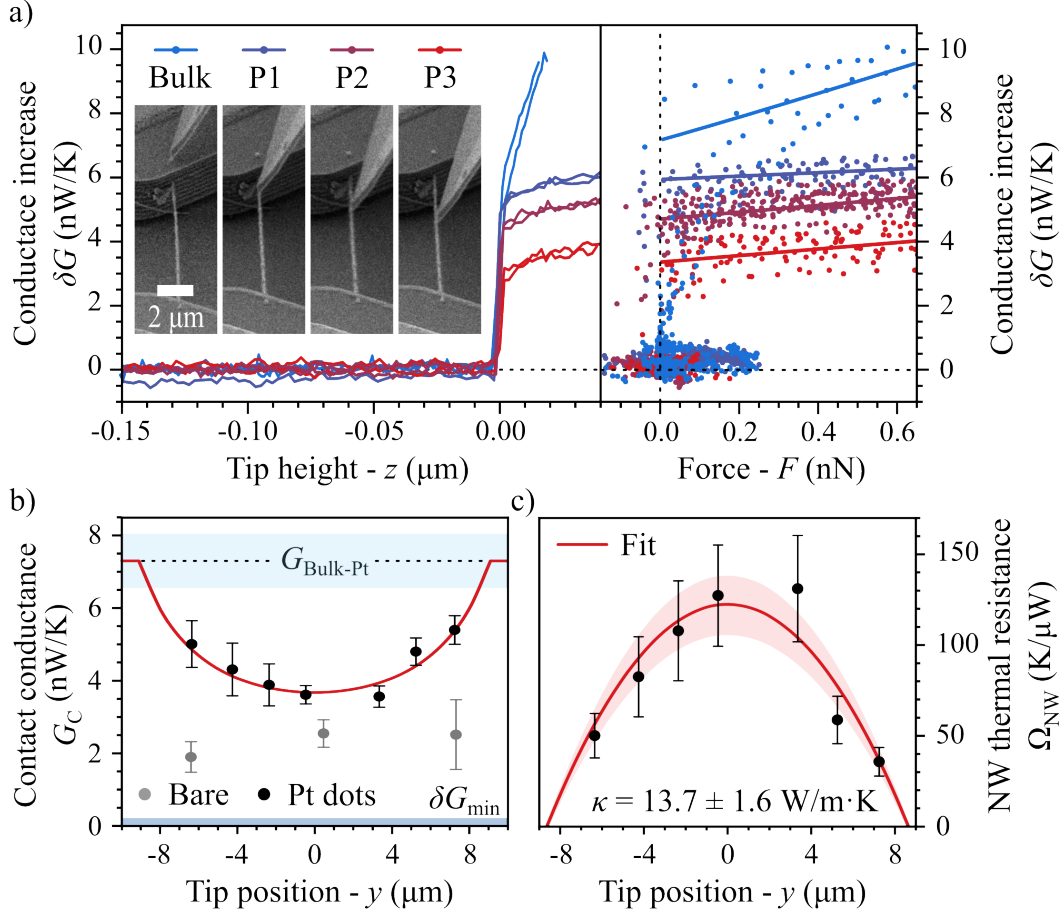 a)
Conductance increase
δG (nW/K)
10
8
6
4
2
0
Bulk P1 P2 P3
2 μm
-0.15 -0.10 -0.05 0.00
Tip height - z (μm)
0.0 0.2 0.4 0.6
Force - F (nN)
10
8
6
4
2
0
Conductance increase
δG (nW/K)
b)
Contact conductance
G_C (nW/K)
8
6
4
2
0
G_Bulk-Pt
Bare Pt dots δG_min
-8 -4 0 4 8
Tip position - y (μm)
c)
Fit
κ = 13.7 ± 1.6 W/m·K
-8 -4 0 4 8
Tip position - y (μm)
150
100
50
0
NW thermal resistance
Ω_NW (K/μW)